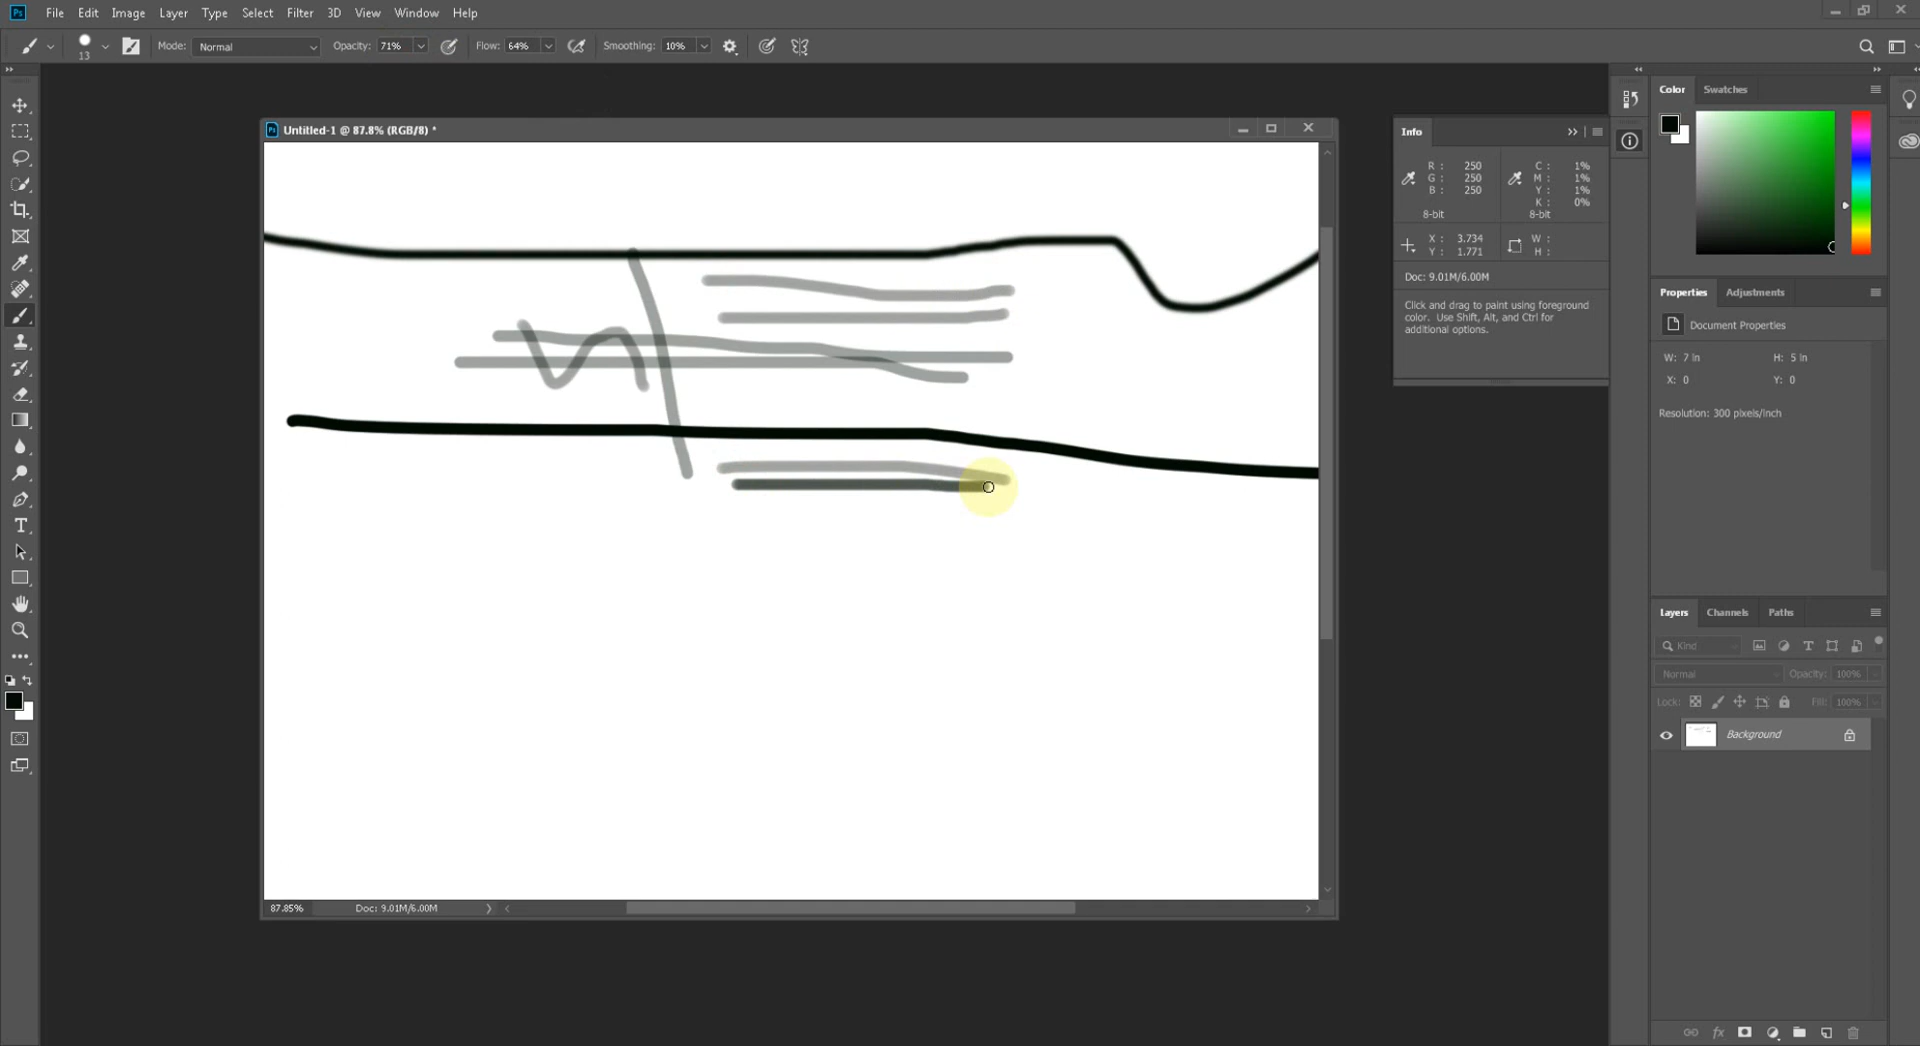 Ps File Edit Image Layer Type Select Filter 3D View Window Help
13 Mode: Normal Opacity: 71% Flow: 64% Smoothing: 10%
Ps Untitled-1 @ 87.8% (RGB/8) *
87.85% Doc: 9.01M/6.00M
Info
R: 250 C: 1%
G: 250 M: 1%
B: 250 Y: 1%
K: 0%
8-bit 8-bit
X: 3.734 W:
Y: 1.771 H:
Doc: 9.01M/6.00M
Click and drag to paint using foreground
color. Use Shift, Alt, and Ctrl for
additional options.
Color Swatches
Properties Adjustments
Document Properties
W: 7 in H: 5 in
X: 0 Y: 0
Resolution: 300 pixels/inch
Layers Channels Paths
Kind
Normal Opacity: 100%
Lock: Fill: 100%
Background